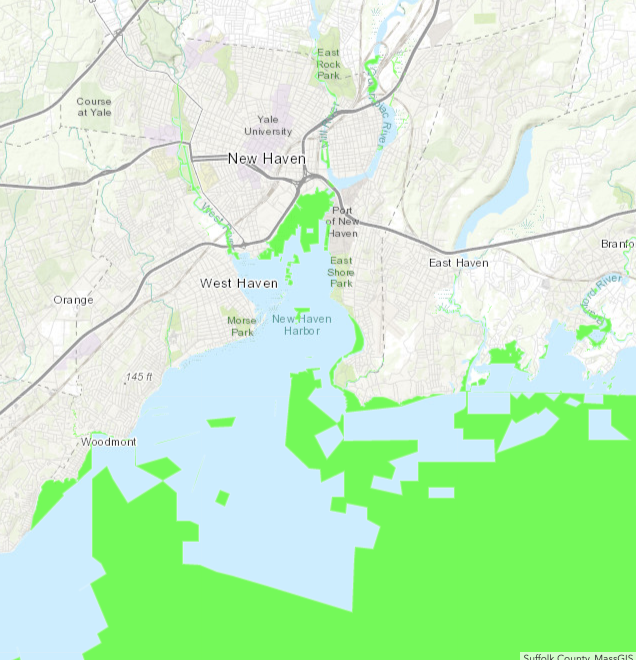 East
Rock
Park
Course
at Yale
Yale
University
Mill River
Quinnipiac River
New Haven
West River
Port
of New
Haven
East Haven
Branfo
East
Shore
Park
West Haven
Orange
Morse
Park
New Haven
Harbor
145 ft
Woodmont
Suffolk County, MassGIS